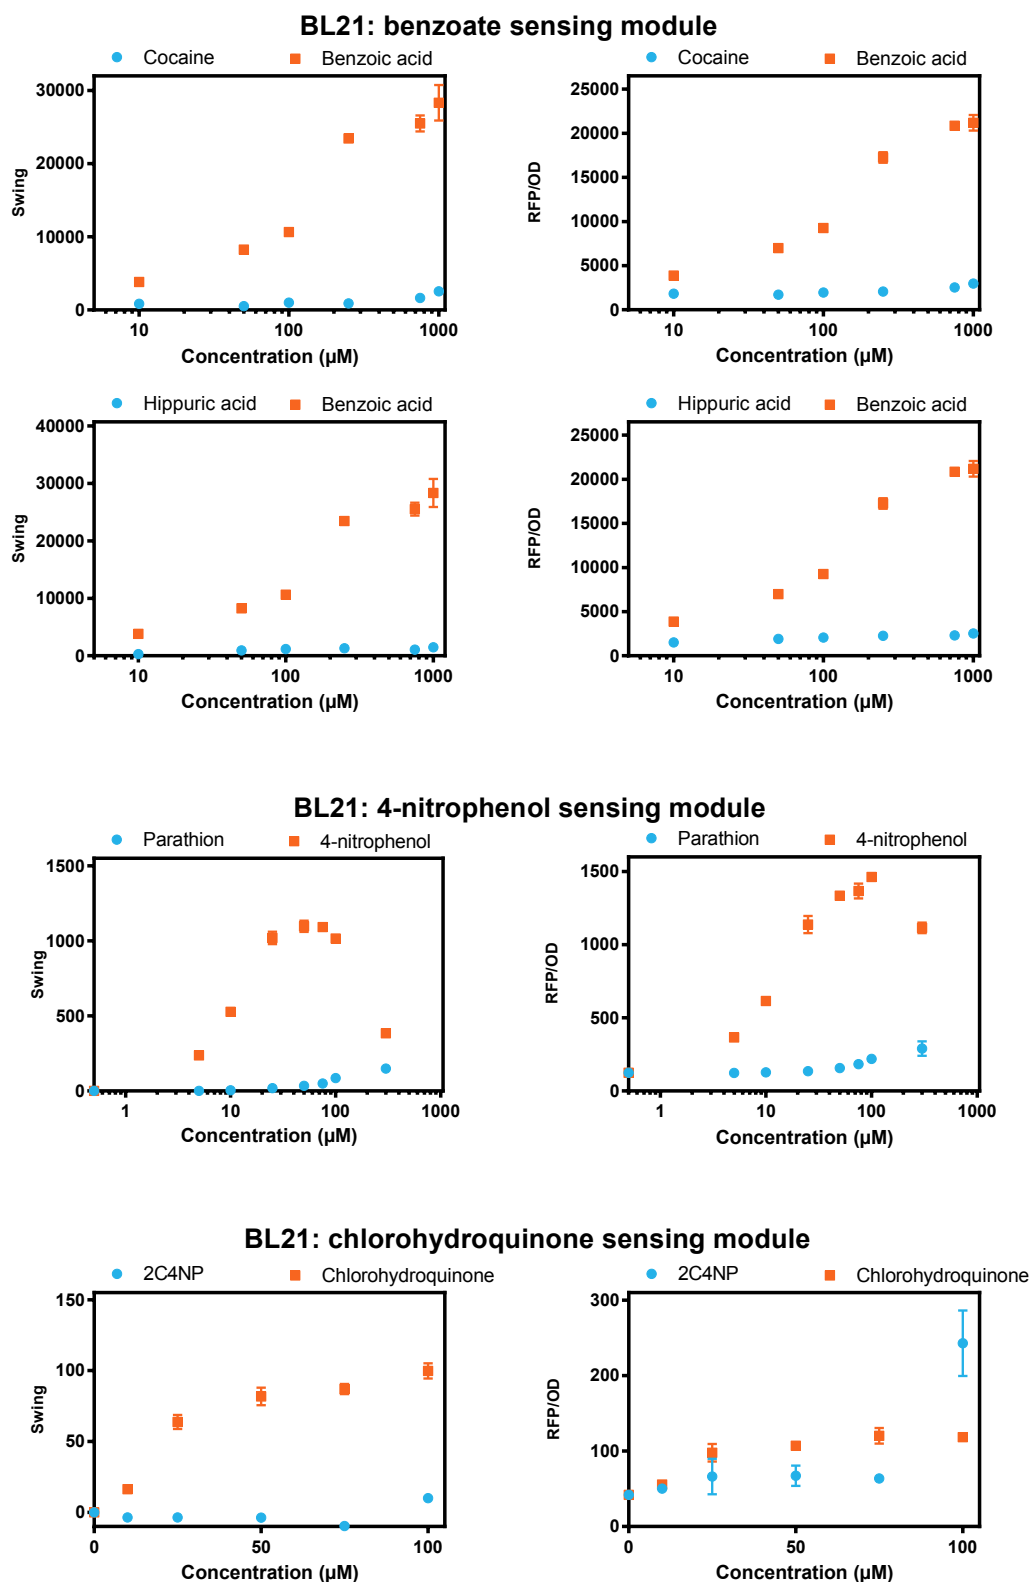 BL21: benzoate sensing module
Cocaine Benzoic acid
Swing
30000
20000
10000
0
10 100 1000
Concentration (µM)
Cocaine Benzoic acid
RFP/OD
25000
20000
15000
10000
5000
0
10 100 1000
Concentration (µM)
Hippuric acid Benzoic acid
Swing
40000
30000
20000
10000
0
10 100 1000
Concentration (µM)
Hippuric acid Benzoic acid
RFP/OD
25000
20000
15000
10000
5000
0
10 100 1000
Concentration (µM)
BL21: 4-nitrophenol sensing module
Parathion 4-nitrophenol
Swing
1500
1000
500
0
1 10 100 1000
Concentration (µM)
Parathion 4-nitrophenol
RFP/OD
1500
1000
500
0
1 10 100 1000
Concentration (µM)
BL21: chlorohydroquinone sensing module
2C4NP Chlorohydroquinone
Swing
150
100
50
0
0 50 100
Concentration (µM)
2C4NP Chlorohydroquinone
RFP/OD
300
200
100
0
0 50 100
Concentration (µM)